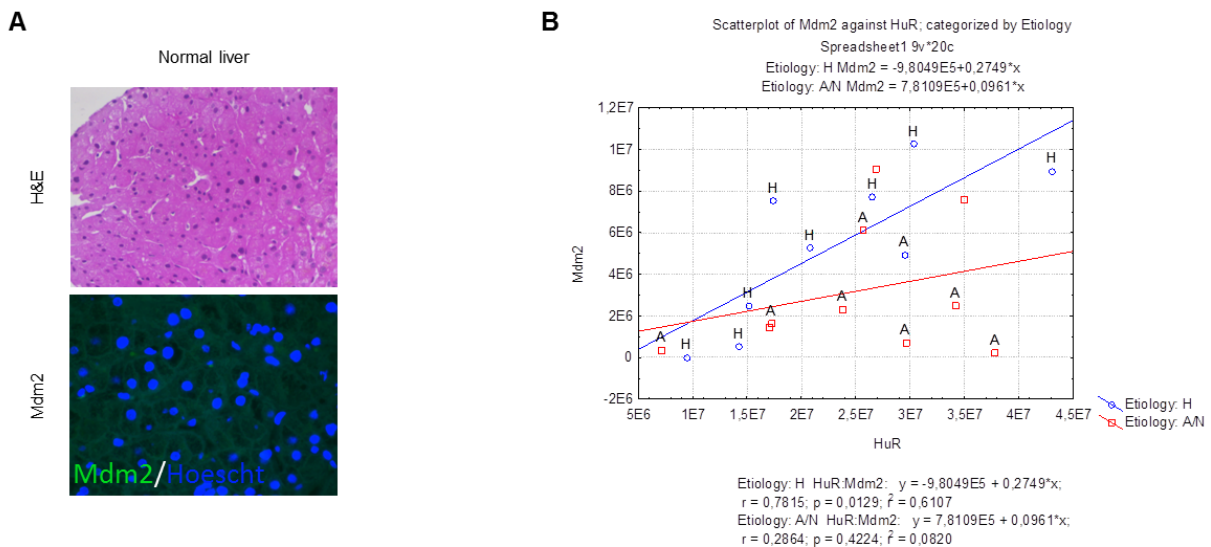 A
Normal liver
H&E
Mdm2
Mdm2/Hoescht
B
Scatterplot of Mdm2 against HuR; categorized by Etiology
Spreadsheet1 9v*20c
Etiology: H Mdm2 = -9,8049E5+0,2749*x
Etiology: A/N Mdm2 = 7,8109E5+0,0961*x
1,2E7
1E7
8E6
6E6
4E6
2E6
0
-2E6
Mdm2
H
H
H
A
H
A
H
A
A
A
H
A
H
A
A
5E6 1E7 1,5E7 2E7 2,5E7 3E7 3,5E7 4E7 4,5E7
HuR
Etiology: H
Etiology: A/N
Etiology: H HuR:Mdm2: y = -9,8049E5 + 0,2749*x;
r = 0,7815; p = 0,0129; r² = 0,6107
Etiology: A/N HuR:Mdm2: y = 7,8109E5 + 0,0961*x;
r = 0,2864; p = 0,4224; r² = 0,0820